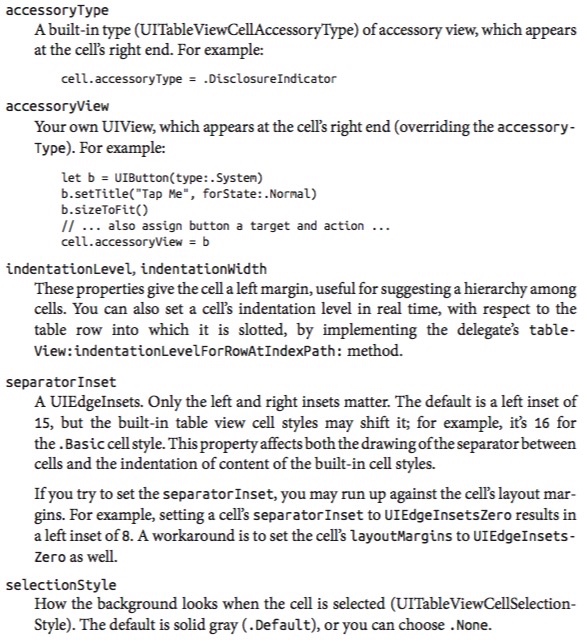 accessoryType
A built-in type (UITableViewCellAccessoryType) of accessory view, which appears
at the cell's right end. For example:
cell.accessoryType = .DisclosureIndicator
accessoryView
Your own UIView, which appears at the cell's right end (overriding the accessory-
Type). For example:
let b = UIButton(type:.System)
b.setTitle("Tap Me", forState:.Normal)
b.sizeToFit()
// ... also assign button a target and action ...
cell.accessoryView = b
indentationLevel, indentationWidth
These properties give the cell a left margin, useful for suggesting a hierarchy among
cells. You can also set a cell's indentation level in real time, with respect to the
table row into which it is slotted, by implementing the delegate's table-
View:indentationLevelForRowAtIndexPath: method.
separatorInset
A UIEdgeInsets. Only the left and right insets matter. The default is a left inset of
15, but the built-in table view cell styles may shift it; for example, it's 16 for
the .Basic cell style. This property affects both the drawing of the separator between
cells and the indentation of content of the built-in cell styles.
If you try to set the separatorInset, you may run up against the cell's layout mar-
gins. For example, setting a cell's separatorInset to UIEdgeInsetsZero results in
a left inset of 8. A workaround is to set the cell's layoutMargins to UIEdgeInsets-
Zero as well.
selectionStyle
How the background looks when the cell is selected (UITableViewCellSelection-
Style). The default is solid gray (.Default), or you can choose .None.